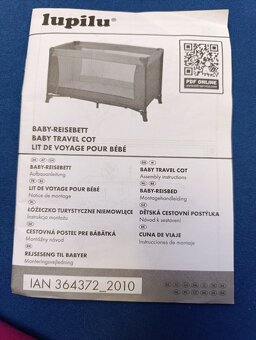 lupilu®
PDF ONLINE
BABY-REISEBETT
BABY TRAVEL COT
LIT DE VOYAGE POUR BÉBÉ
BABY-REISEBETT
Aufbauanleitung
BABY TRAVEL COT
Assembly instructions
LIT DE VOYAGE POUR BÉBÉ
Notice de montage
BABY-REISBED
Montagehandleiding
ŁÓŻECZKO TURYSTYCZNE NIEMOWLĘCE
Instrukcja montażu
DĚTSKÁ CESTOVNÍ POSTÝLKA
Návod k sestavení
CESTOVNÁ POSTEĽ PRE BÁBÄTKÁ
Montážny návod
CUNA DE VIAJE
Instrucciones de montaje
REJSESENG TIL BABYER
Monteringsvejledning
IAN 364372_2010